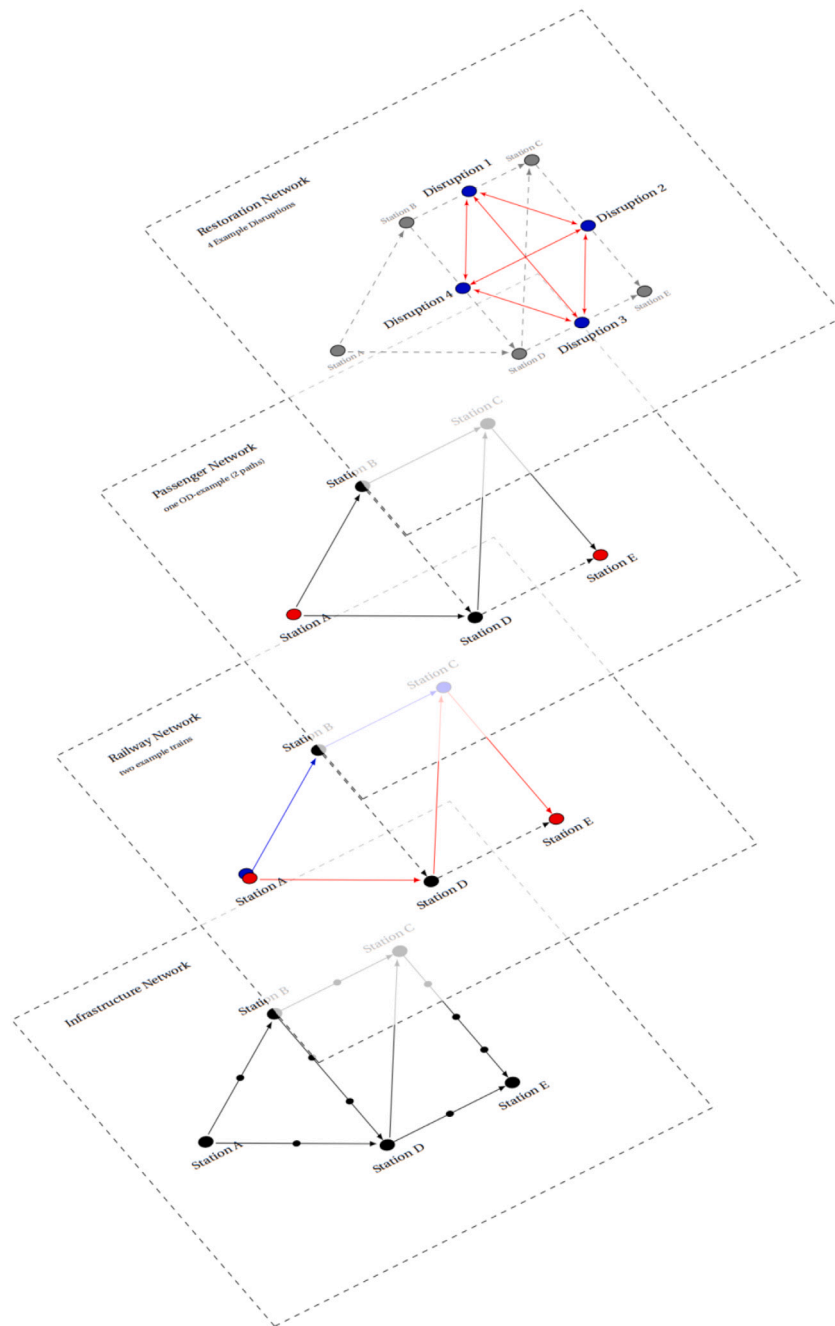 Restoration Network
4 Example Disruptions
Station C
Disruption 1
Disruption 2
Station B
Disruption 4
Station E
Disruption 3
Station A
Station D
Passenger Network
one OD-example (2 paths)
Station C
Station B
Station E
Station A
Station D
Railway Network
two example trains
Station C
Station B
Station E
Station A
Station D
Infrastructure Network
Station C
Station B
Station E
Station A
Station D